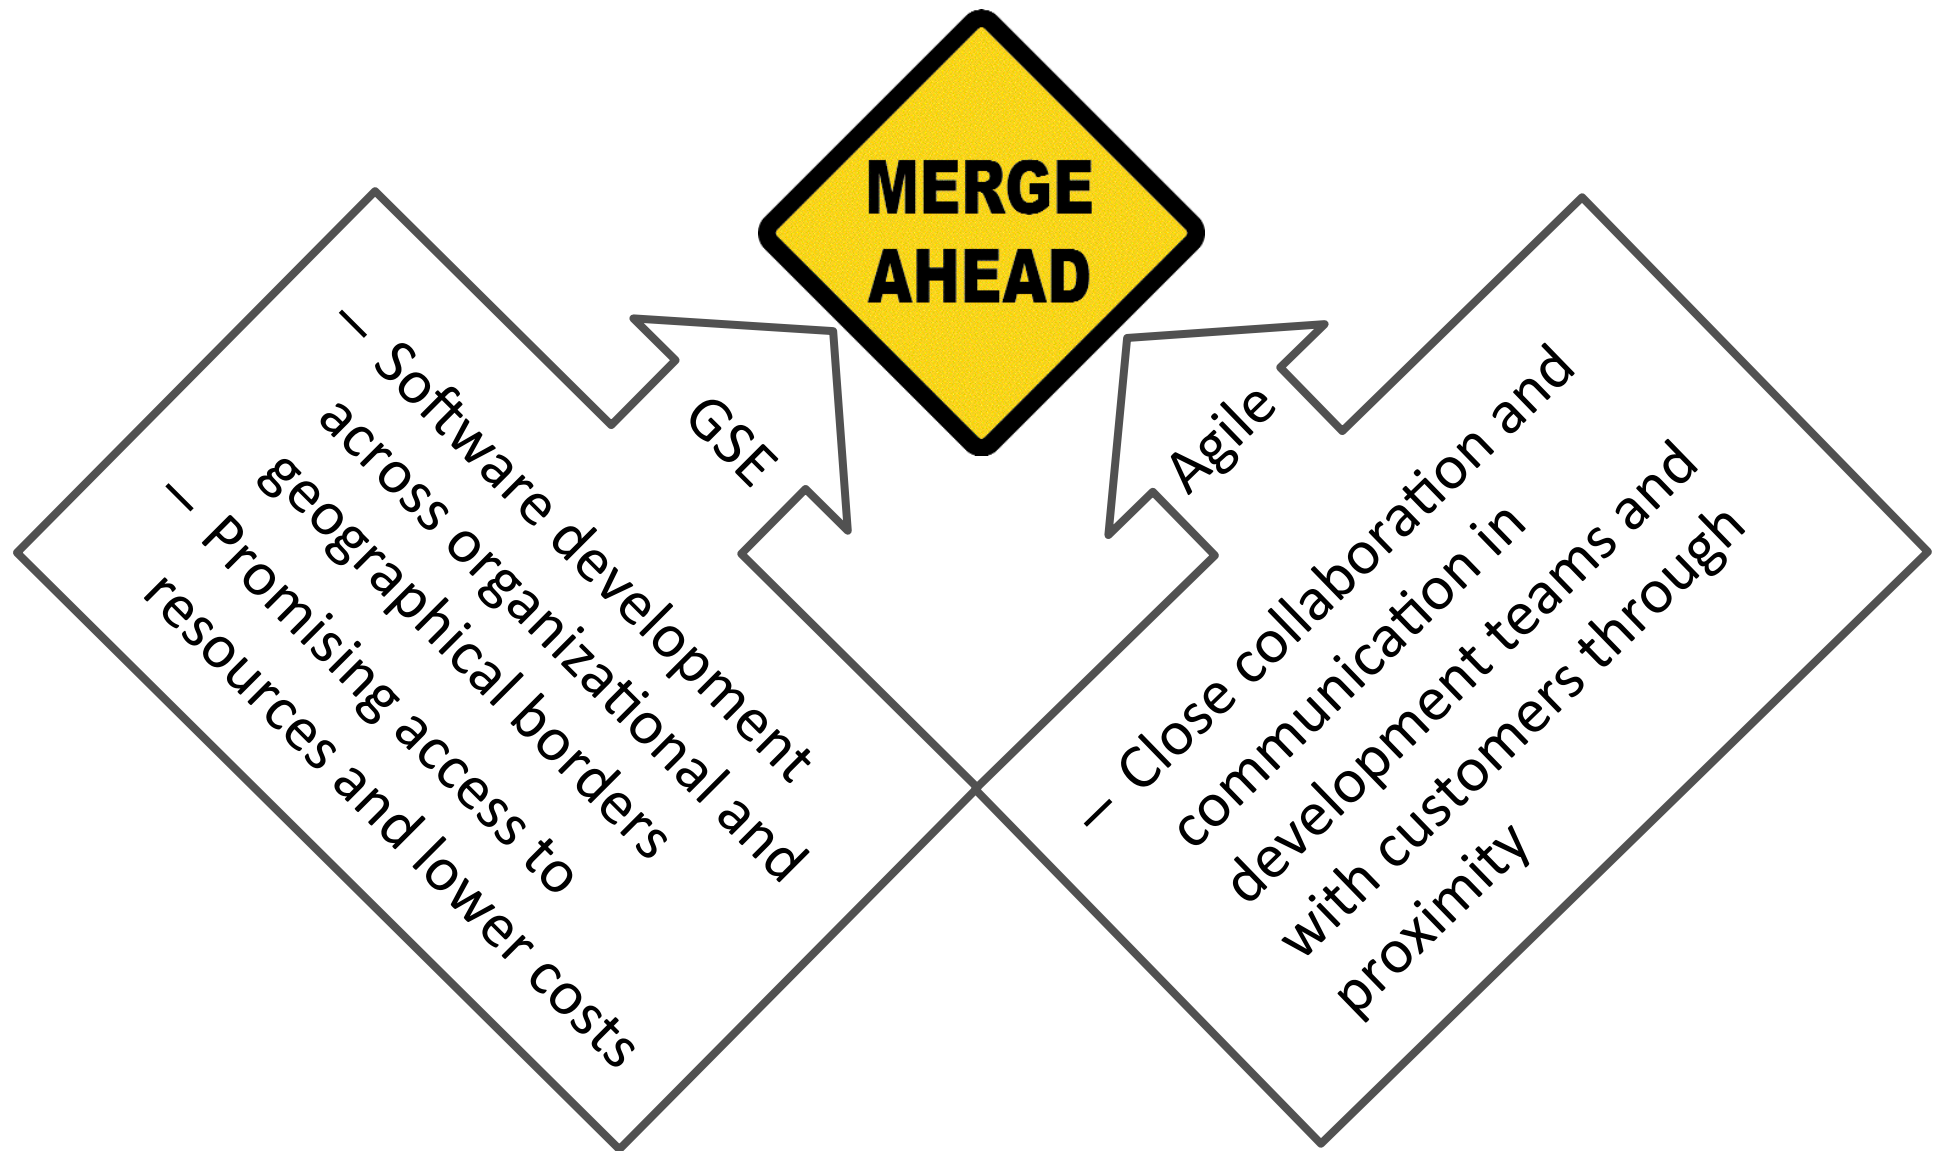 MERGE
AHEAD
GSE
– Software development
across organizational and
geographical borders
– Promising access to
resources and lower costs
Agile
– Close collaboration and
communication in
development teams and
with customers through
proximity